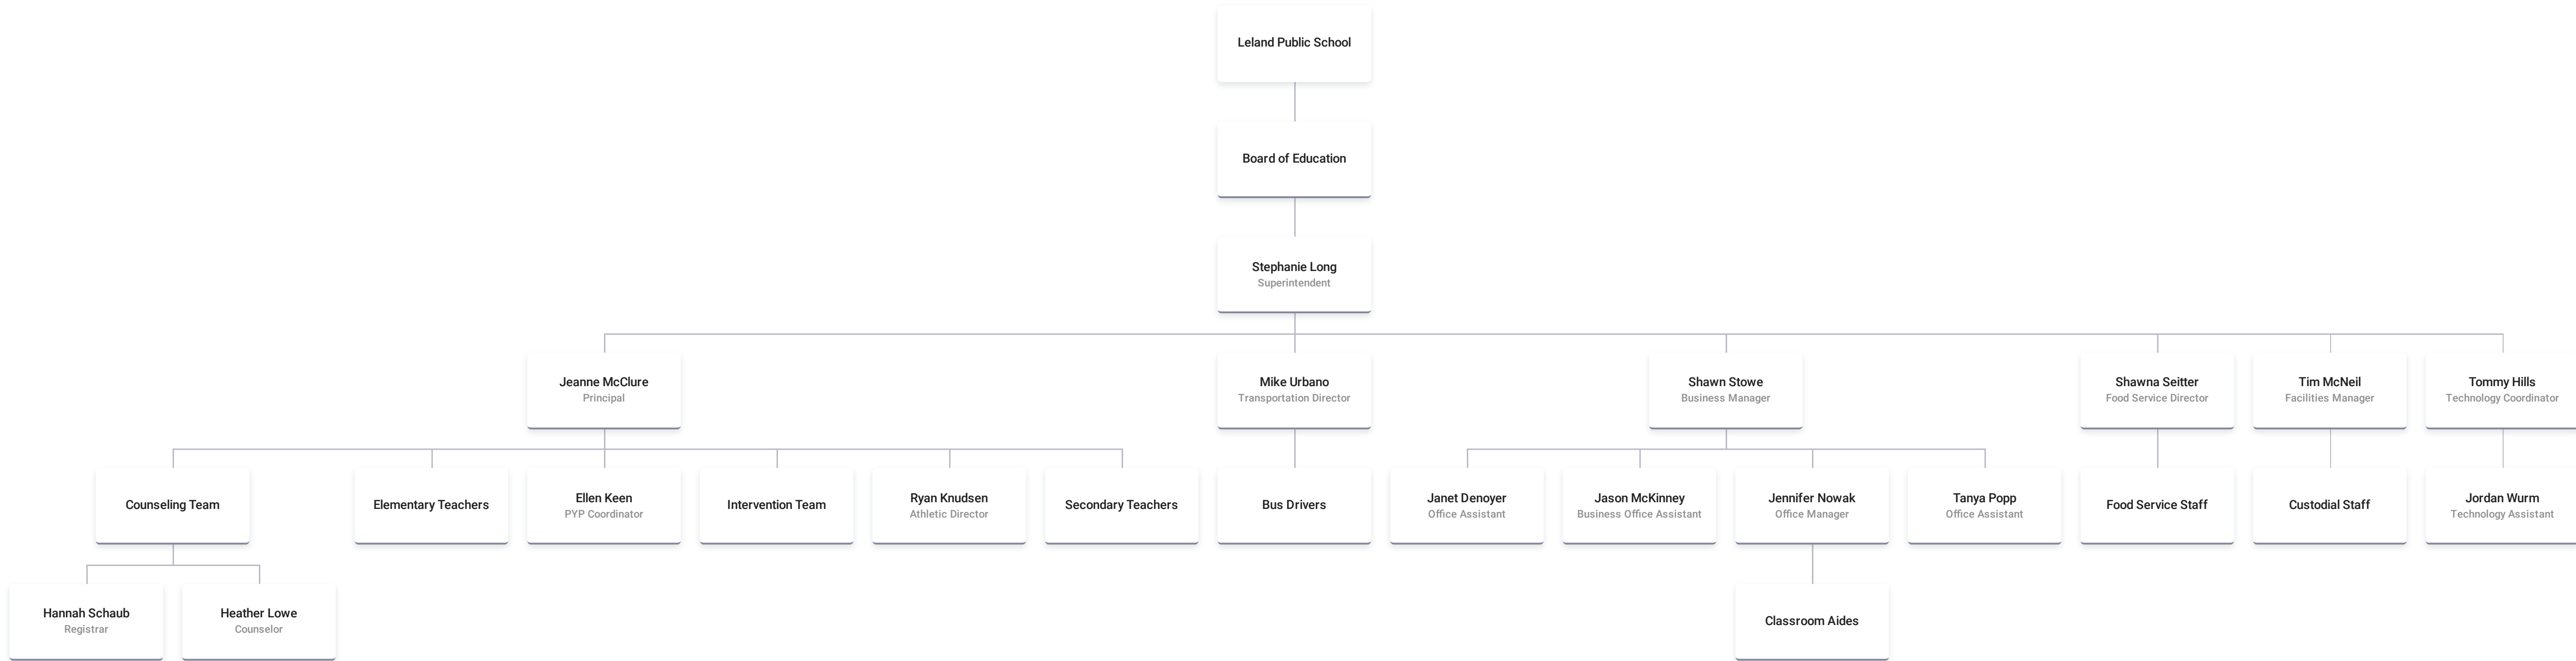 Leland Public School
Board of Education
Stephanie Long
Superintendent
Jeanne McClure
Principal
Mike Urbano
Transportation Director
Shawn Stowe
Business Manager
Shawna Seitter
Food Service Director
Tim McNeil
Facilities Manager
Tommy Hills
Technology Coordinator
Counseling Team
Elementary Teachers
Ellen Keen
PYP Coordinator
Intervention Team
Ryan Knudsen
Athletic Director
Secondary Teachers
Bus Drivers
Janet Denoyer
Office Assistant
Jason McKinney
Business Office Assistant
Jennifer Nowak
Office Manager
Tanya Popp
Office Assistant
Food Service Staff
Custodial Staff
Jordan Wurm
Technology Assistant
Hannah Schaub
Registrar
Heather Lowe
Counselor
Classroom Aides